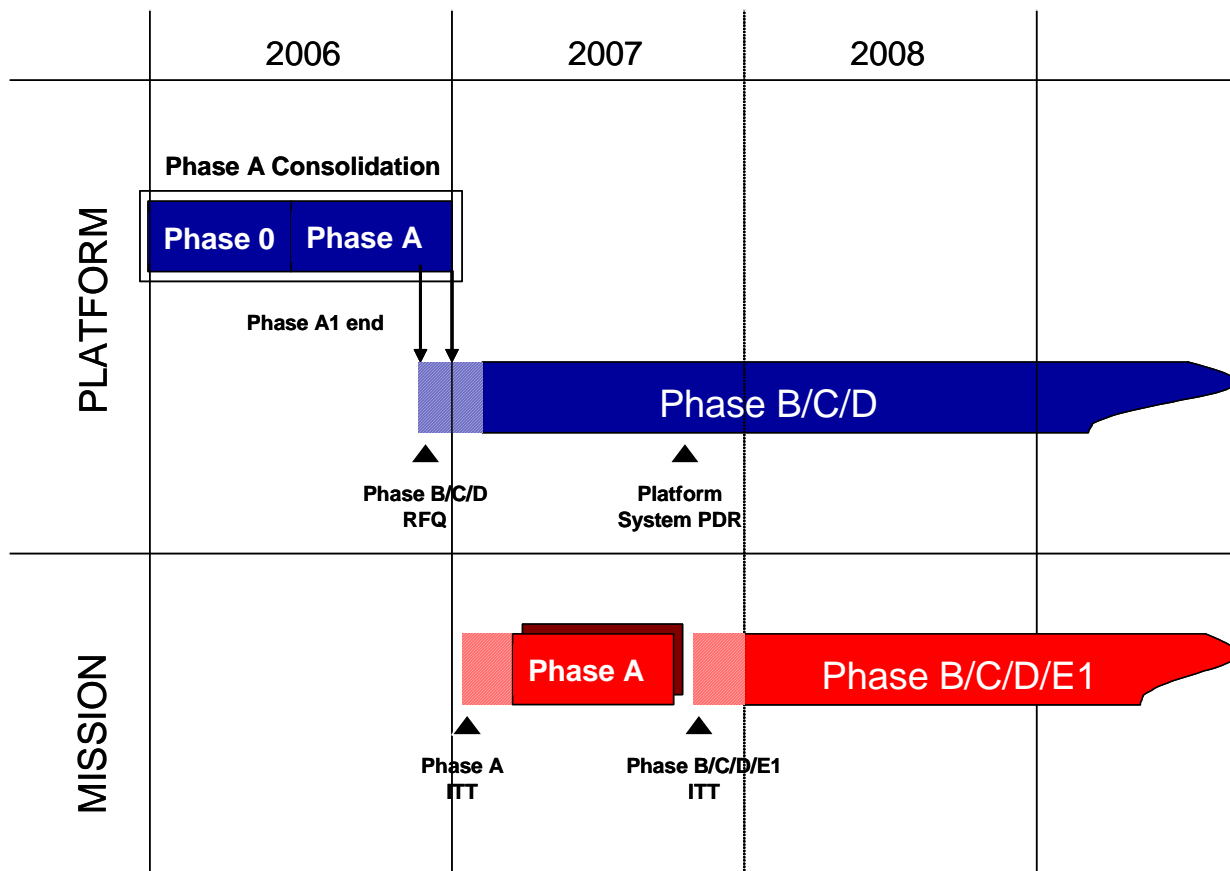 2006
2007
2008
PLATFORM
Phase A Consolidation
Phase 0
Phase A
Phase A1 end
Phase B/C/D
Phase B/C/D
RFQ
Platform
System PDR
MISSION
Phase A
Phase B/C/D/E1
Phase A
ITT
Phase B/C/D/E1
ITT